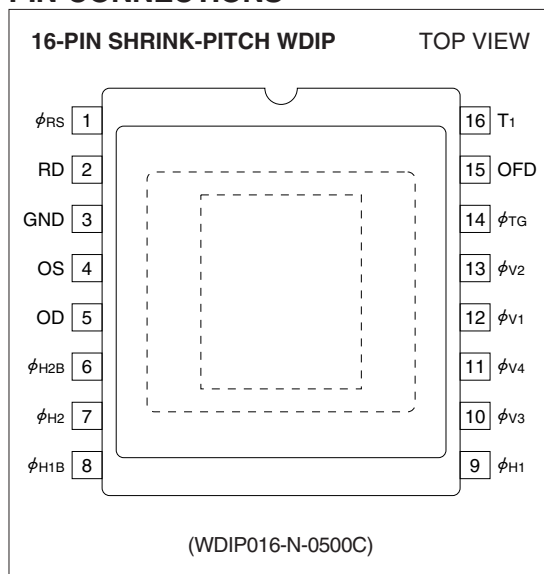 16-PIN SHRINK-PITCH WDIP TOP VIEW
ϕRS 1 16 T1
RD 2 15 OFD
GND 3 14 ϕTG
OS 4 13 ϕV2
OD 5 12 ϕV1
ϕH2B 6 11 ϕV4
ϕH2 7 10 ϕV3
ϕH1B 8 9 ϕH1
(WDIP016-N-0500C)